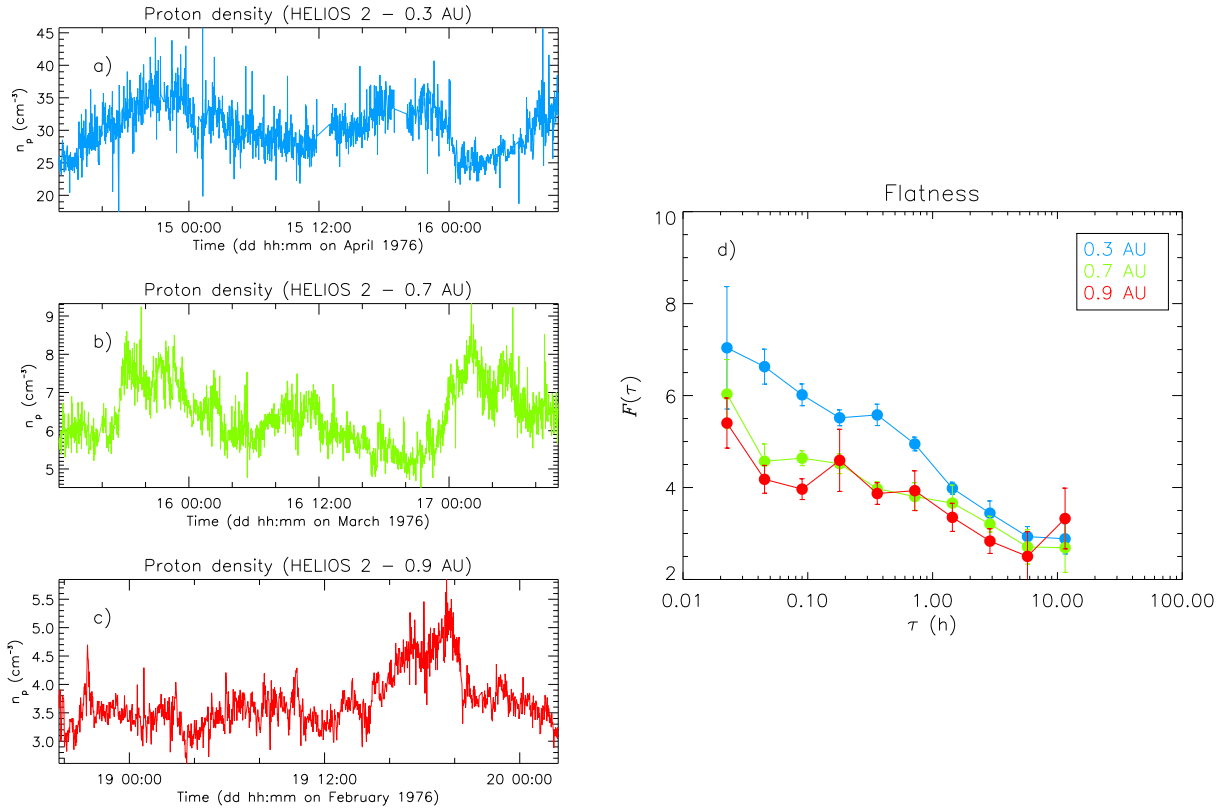 Proton density (HELIOS 2 – 0.3 AU)
45
40
35
30
25
20
n_p (cm⁻³)
a)
15 00:00 15 12:00 16 00:00
Time (dd hh:mm on April 1976)
Proton density (HELIOS 2 – 0.7 AU)
9
8
7
6
5
n_p (cm⁻³)
b)
16 00:00 16 12:00 17 00:00
Time (dd hh:mm on March 1976)
Proton density (HELIOS 2 – 0.9 AU)
5.5
5.0
4.5
4.0
3.5
3.0
n_p (cm⁻³)
c)
19 00:00 19 12:00 20 00:00
Time (dd hh:mm on February 1976)
Flatness
10
8
6
4
2
F(τ)
d)
0.3 AU
0.7 AU
0.9 AU
0.01 0.10 1.00 10.00 100.00
τ (h)